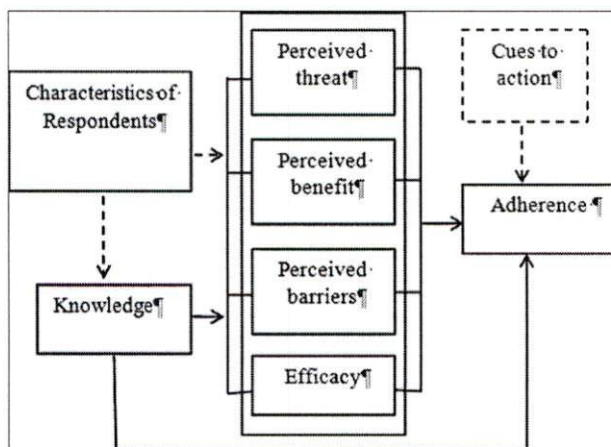 Perceived
threat¶
Cues to
action¶
Characteristics of
Respondents¶
Perceived
benefit¶
Adherence ¶
Perceived
barriers¶
Knowledge¶
Efficacy¶